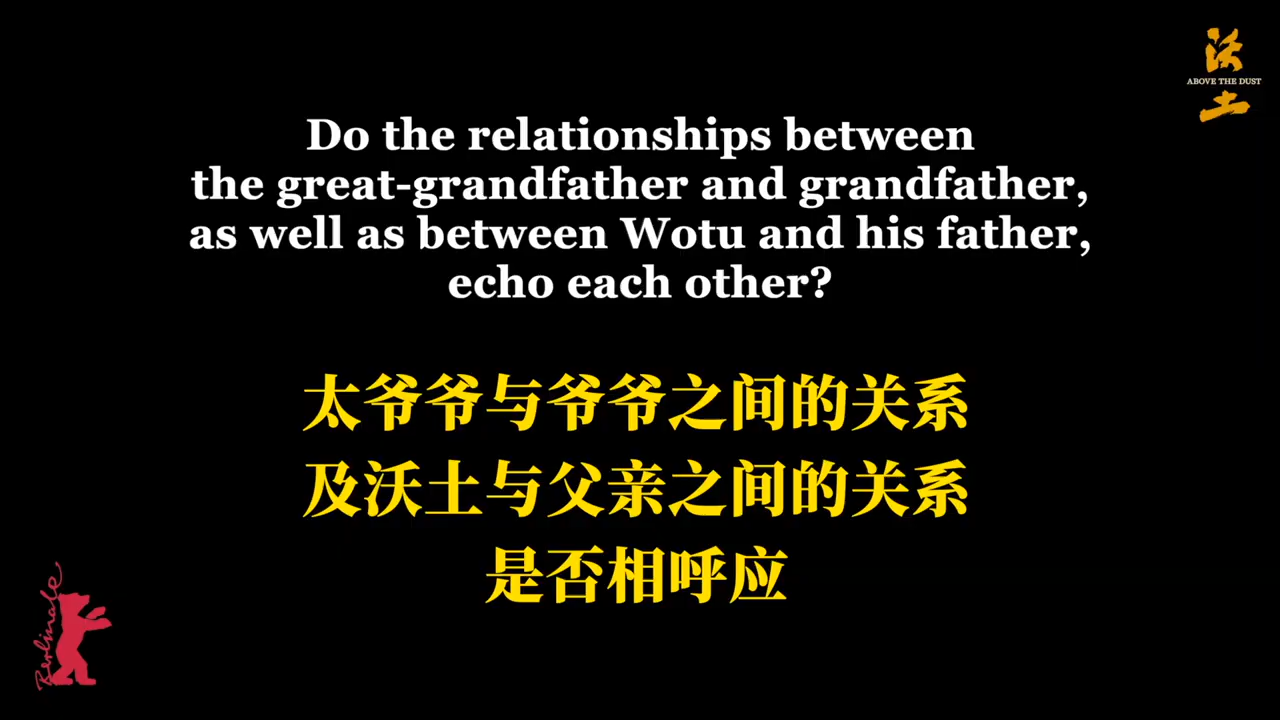 沃
ABOVE THE DUST
土
Do the relationships between
the great-grandfather and grandfather,
as well as between Wotu and his father,
echo each other?
太爷爷与爷爷之间的关系
及沃土与父亲之间的关系
是否相呼应
Berlinale